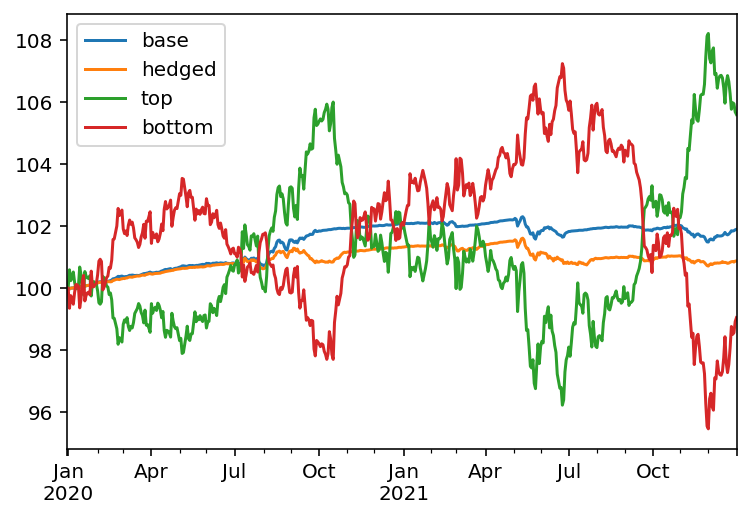 108
106
104
102
100
98
96
base
hedged
top
bottom
Jan
2020
Apr
Jul
Oct
Jan
2021
Apr
Jul
Oct